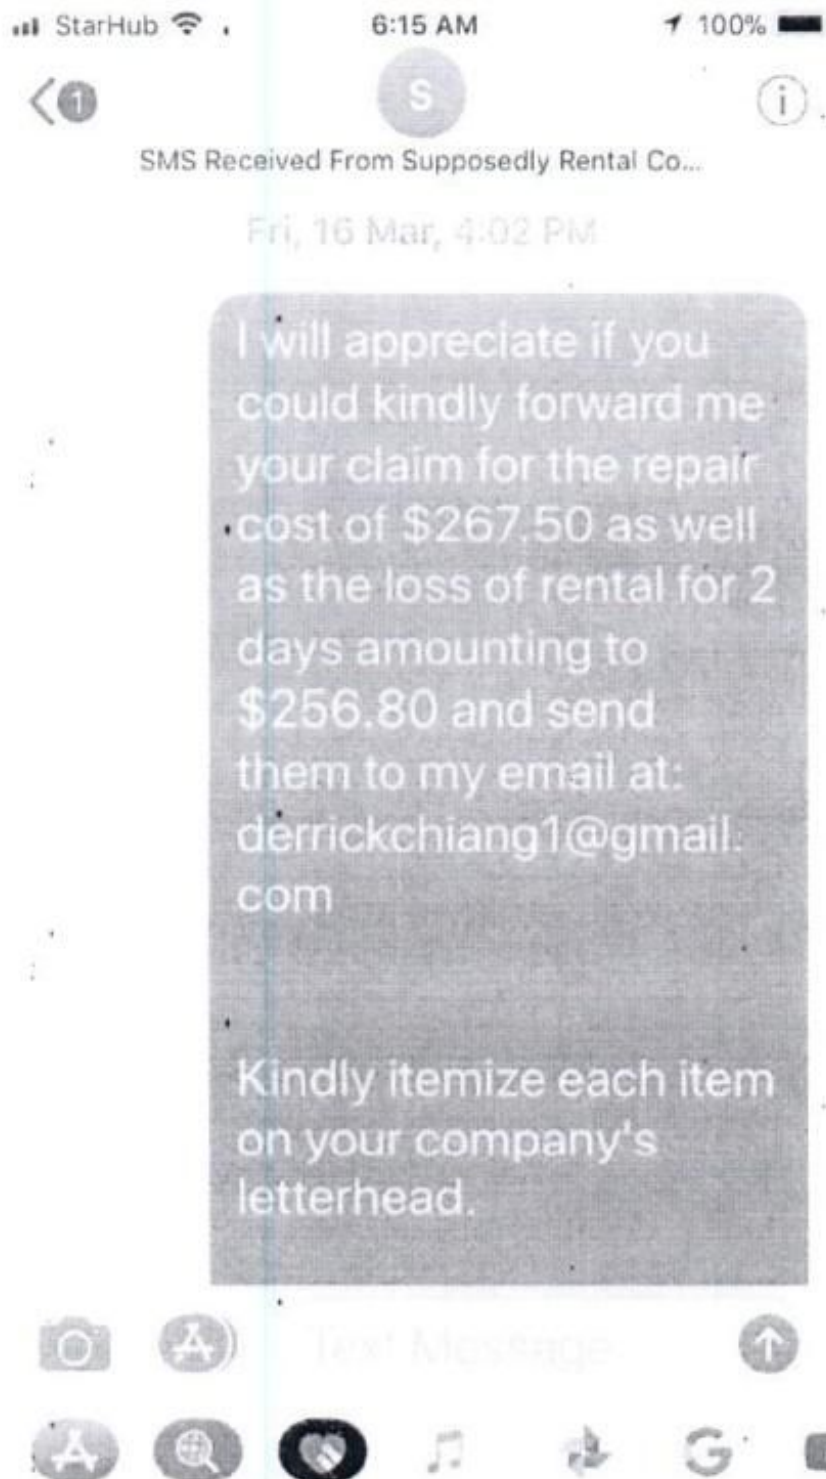 StarHub
6:15 AM
100%
1
S
i
SMS Received From Supposedly Rental Co...
Fri, 16 Mar, 4:02 PM
I will appreciate if you
could kindly forward me
your claim for the repair
cost of $267.50 as well
as the loss of rental for 2
days amounting to
$256.80 and send
them to my email at:
derrickchiang1@gmail.
com
Kindly itemize each item
on your company's
letterhead.
Text Message
G